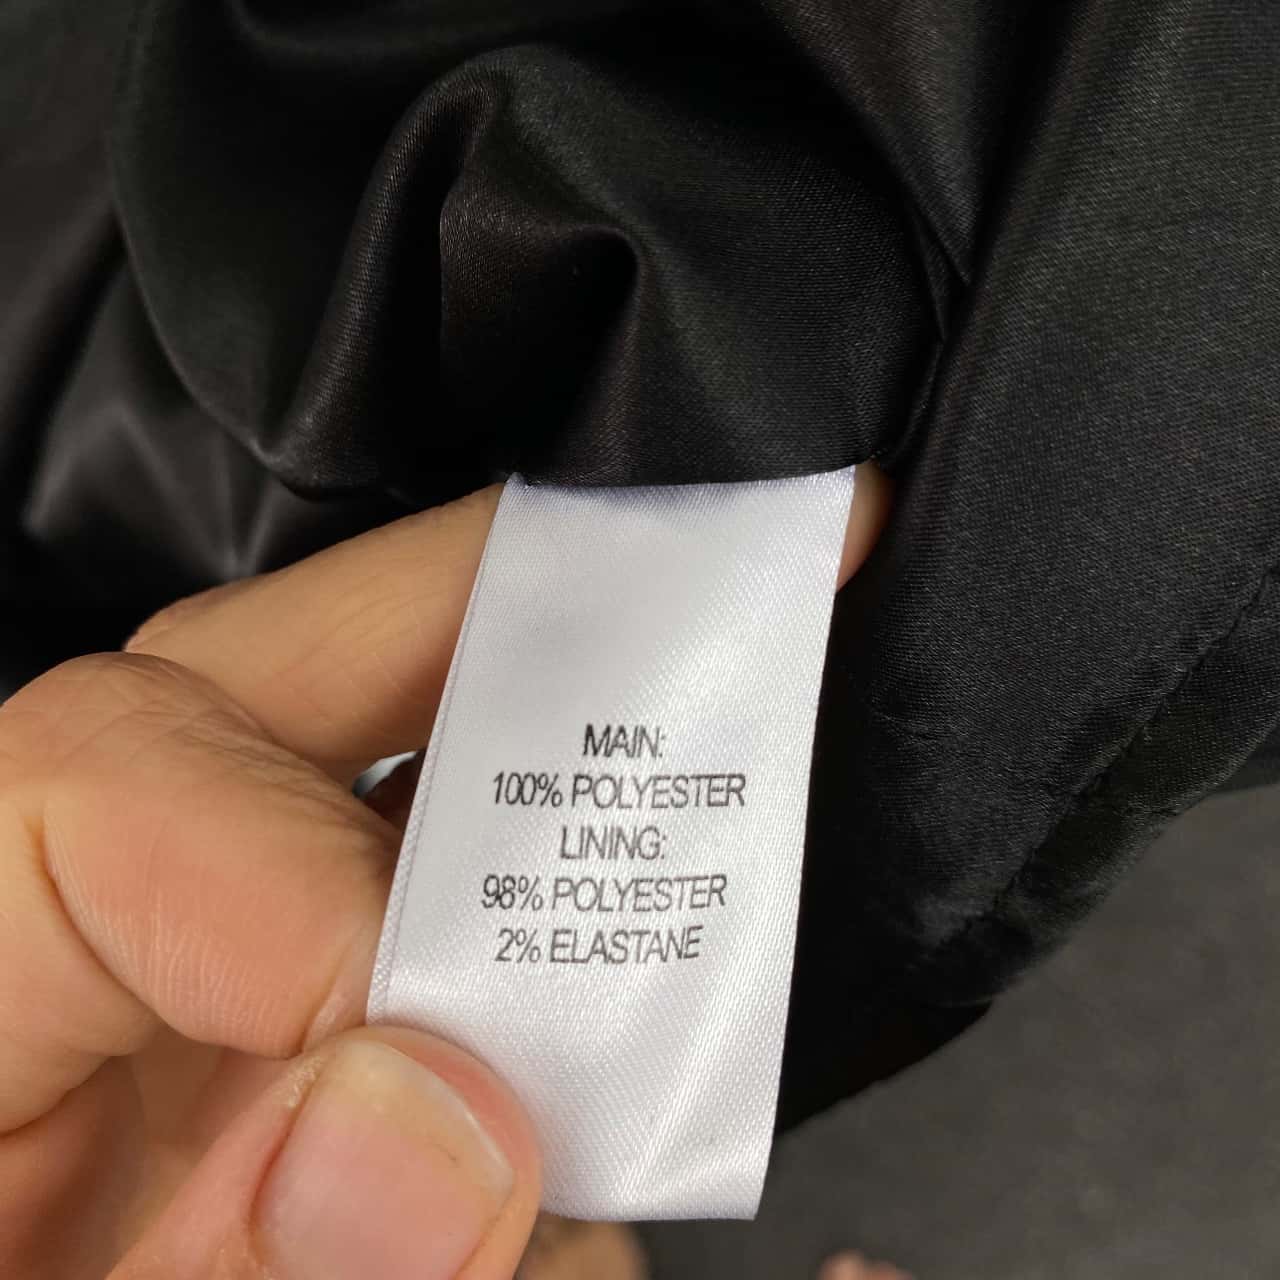 MAIN:
100% POLYESTER
LINING:
98% POLYESTER
2% ELASTANE